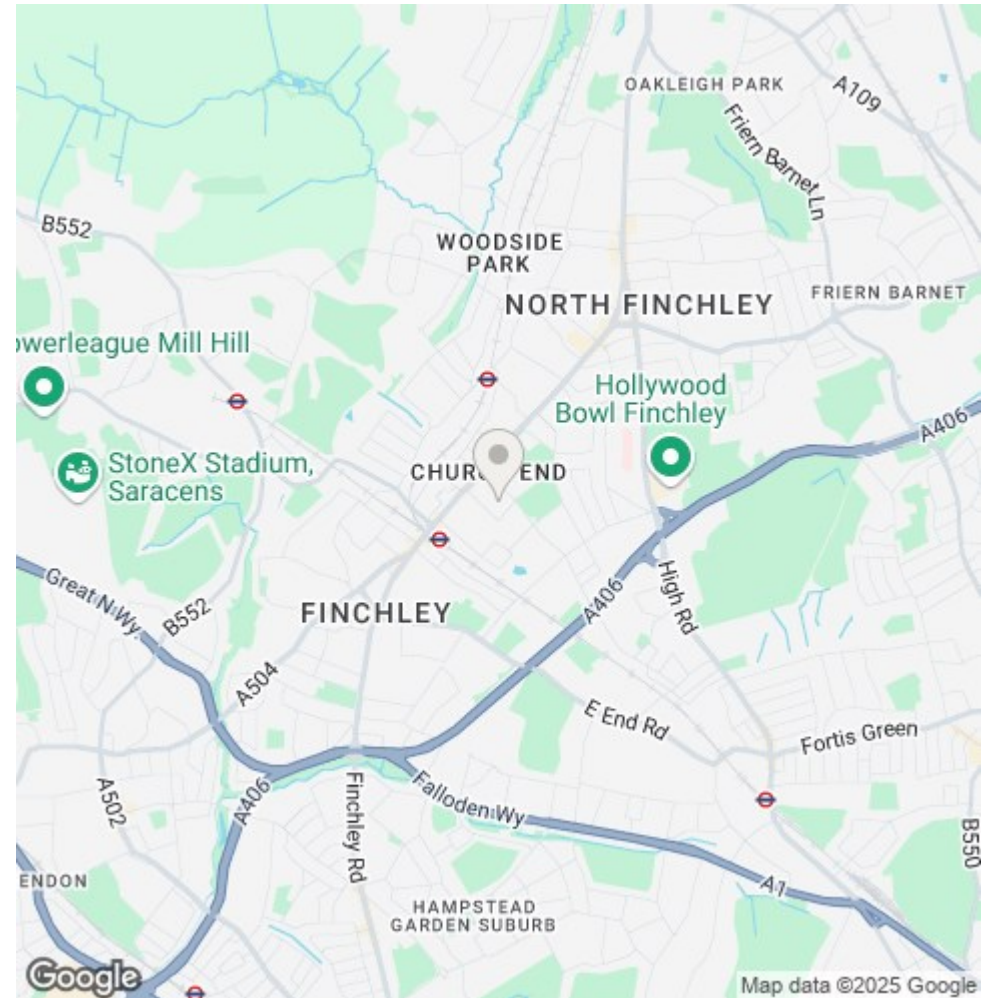 OAKLEIGH PARK
A109
Friern Barnet Ln
B552
WOODSIDE
PARK
NORTH FINCHLEY
FRIERN BARNET
owerleague Mill Hill
Hollywood
Bowl Finchley
A406
StoneX Stadium,
Saracens
CHUR END
Great N Wy
B552
FINCHLEY
A406
High Rd
A504
E End Rd
Fortis Green
A502
A406
Finchley Rd
Falloden Wy
B550
ENDON
A1
HAMPSTEAD
GARDEN SUBURB
Google
Map data ©2025 Google